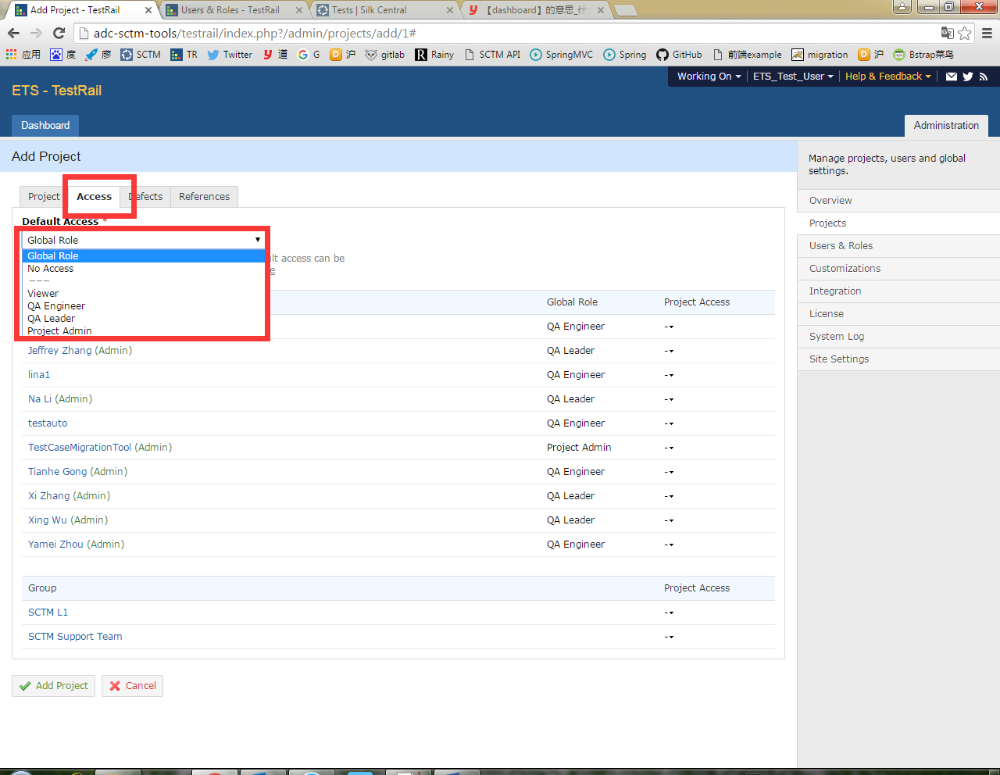 Add Project - TestRail
Users & Roles - TestRail
Tests | Silk Central
【dashboard】的意思_什
adc-sctm-tools/testrail/index.php?/admin/projects/add/1#
应用 度 廖 SCTM TR Twitter 道 G 沪 gitlab Rainy SCTM API SpringMVC Spring GitHub 前端example migration 沪 Bstrap菜鸟
Working On ETS_Test_User Help & Feedback
ETS - TestRail
Dashboard
Administration
Add Project
Manage projects, users and global
settings.
Overview
Projects
Users & Roles
Customizations
Integration
License
System Log
Site Settings
Project Access Defects References
Default Access *
Global Role
Global Role
No Access
---
Viewer
QA Engineer
QA Leader
Project Admin
ult access can be
Global Role Project Access
QA Engineer -
Jeffrey Zhang (Admin) QA Leader -
lina1 QA Engineer -
Na Li (Admin) QA Leader -
testauto QA Engineer -
TestCaseMigrationTool (Admin) Project Admin -
Tianhe Gong (Admin) QA Engineer -
Xi Zhang (Admin) QA Leader -
Xing Wu (Admin) QA Leader -
Yamei Zhou (Admin) QA Engineer -
Group Project Access
SCTM L1 -
SCTM Support Team -
Add Project Cancel